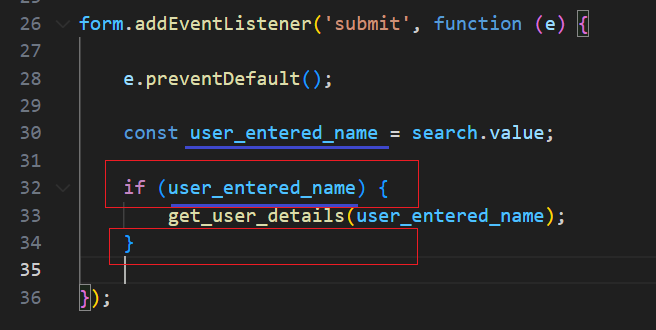 26 form.addEventListener('submit', function (e) {
27
28 e.preventDefault();
29
30 const user_entered_name = search.value;
31
32 if (user_entered_name) {
33 get_user_details(user_entered_name);
34 }
35
36 });